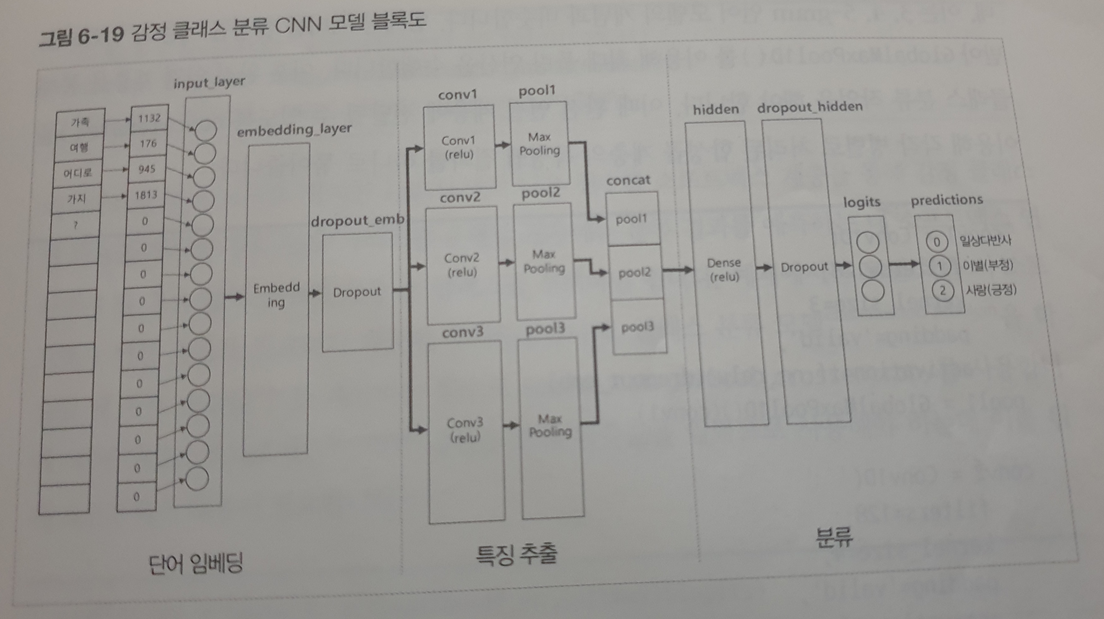 그림 6-19 감정 클래스 분류 CNN 모델 블록도
input_layer
가족
1132
여행
176
어디로
945
가지
1813
?
0
0
0
0
0
0
0
0
0
0
0
embedding_layer
Embedd
ing
dropout_emb
Dropout
conv1
Conv1
(relu)
pool1
Max
Pooling
conv2
Conv2
(relu)
pool2
Max
Pooling
conv3
Conv3
(relu)
pool3
Max
Pooling
concat
pool1
pool2
pool3
hidden
Dense
(relu)
dropout_hidden
Dropout
logits
predictions
0
일상다반사
1
이별(부정)
2
사랑(긍정)
단어 임베딩
특징 추출
분류